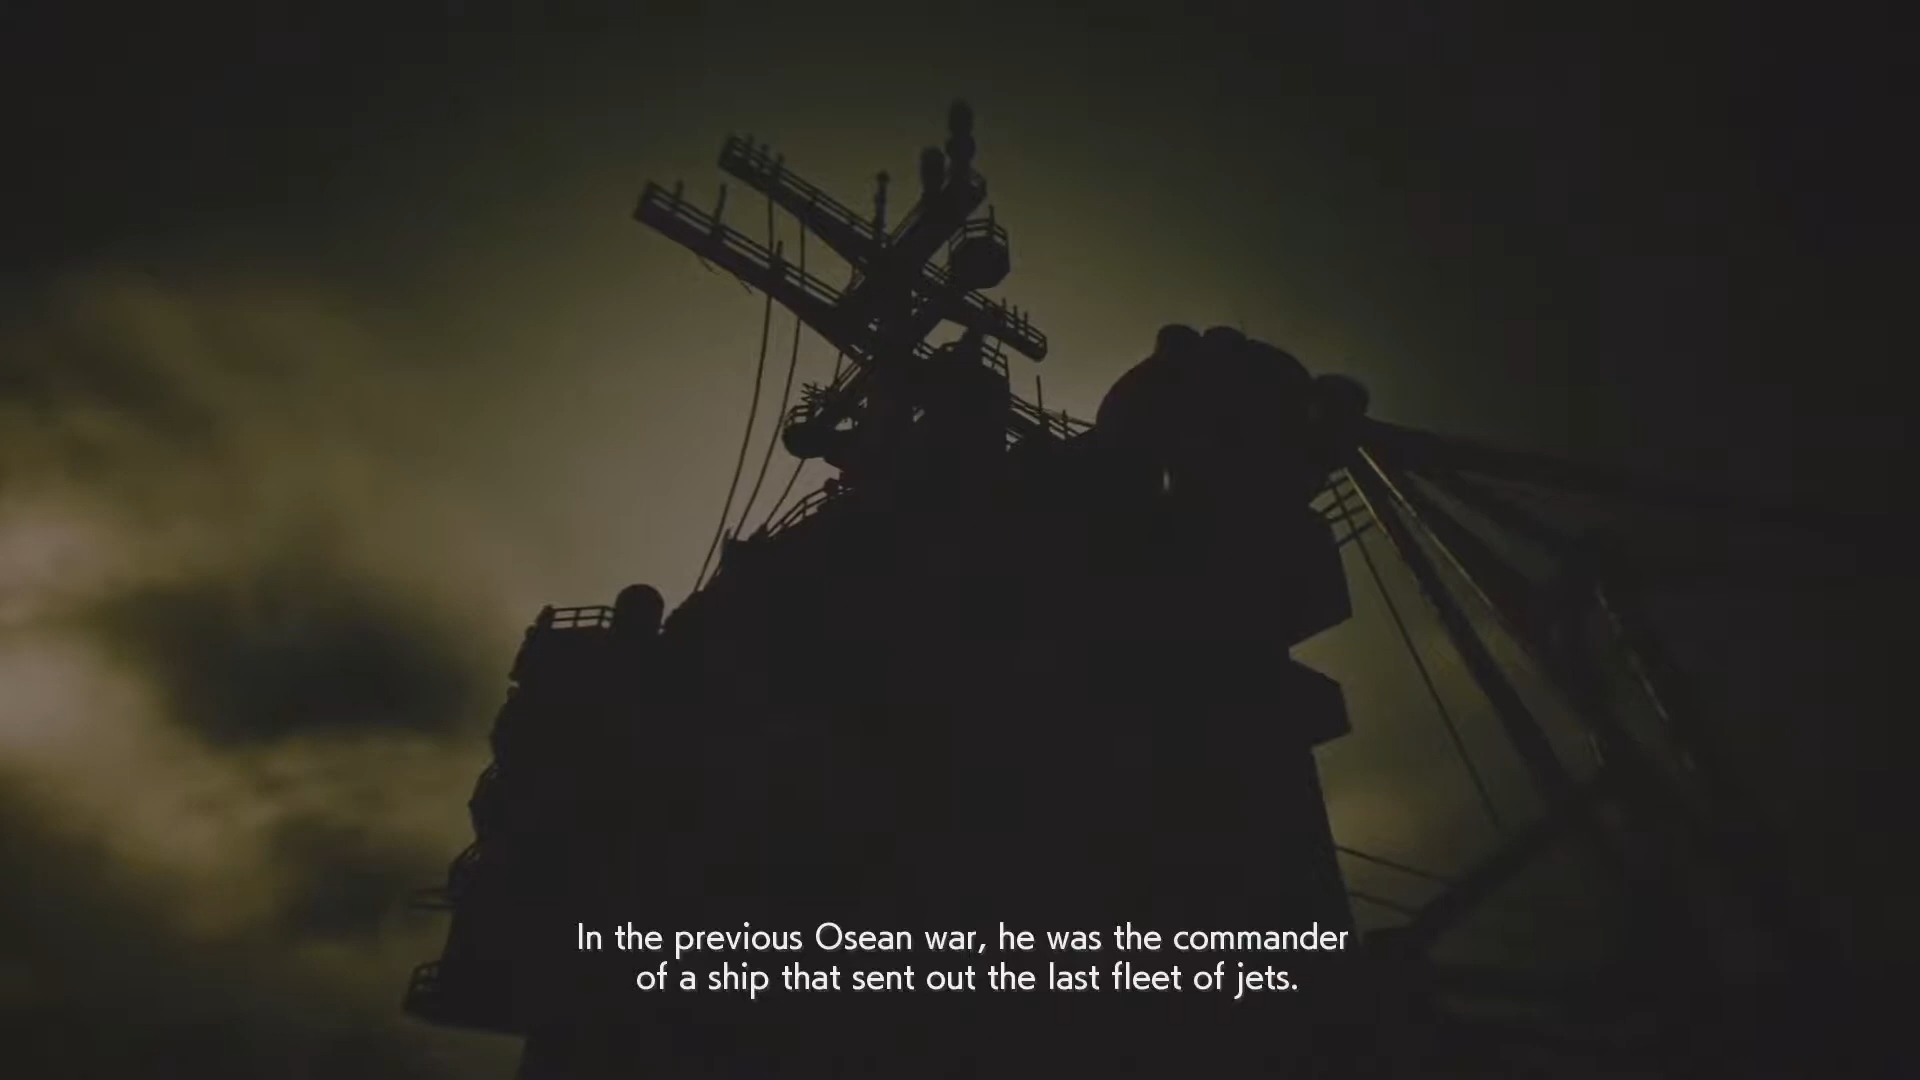 In the previous Osean war, he was the commander
of a ship that sent out the last fleet of jets.